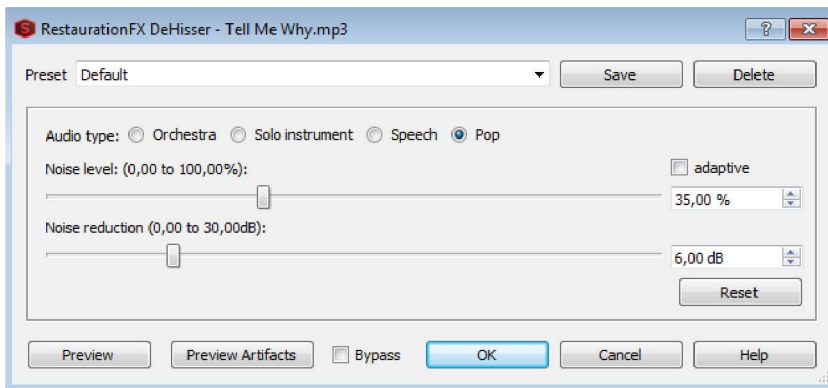 RestaurationFX DeHisser - Tell Me Why.mp3
Preset Default Save Delete
Audio type: Orchestra Solo instrument Speech Pop
Noise level: (0,00 to 100,00%): adaptive
35,00 %
Noise reduction (0,00 to 30,00dB):
6,00 dB
Reset
Preview Preview Artifacts Bypass OK Cancel Help